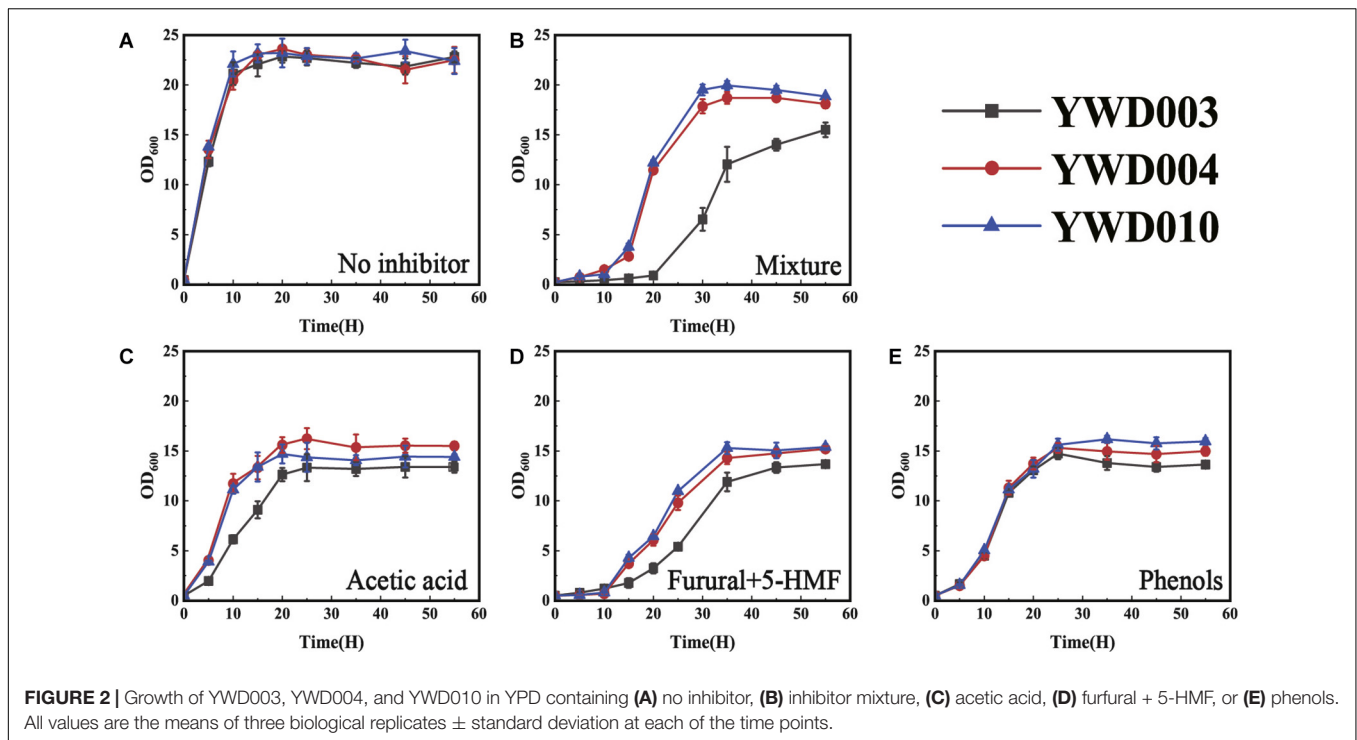 A
OD600
25
20
15
10
5
0
0 10 20 30 40 50 60
Time(H)
No inhibitor
B
OD600
25
20
15
10
5
0
0 10 20 30 40 50 60
Time(H)
Mixture
YWD003
YWD004
YWD010
C
OD600
25
20
15
10
5
0
0 10 20 30 40 50 60
Time(H)
Acetic acid
D
OD600
25
20
15
10
5
0
0 10 20 30 40 50 60
Time(H)
Furural+5-HMF
E
OD600
25
20
15
10
5
0
0 10 20 30 40 50 60
Time(H)
Phenols
FIGURE 2 | Growth of YWD003, YWD004, and YWD010 in YPD containing (A) no inhibitor, (B) inhibitor mixture, (C) acetic acid, (D) furfural + 5-HMF, or (E) phenols.
All values are the means of three biological replicates ± standard deviation at each of the time points.